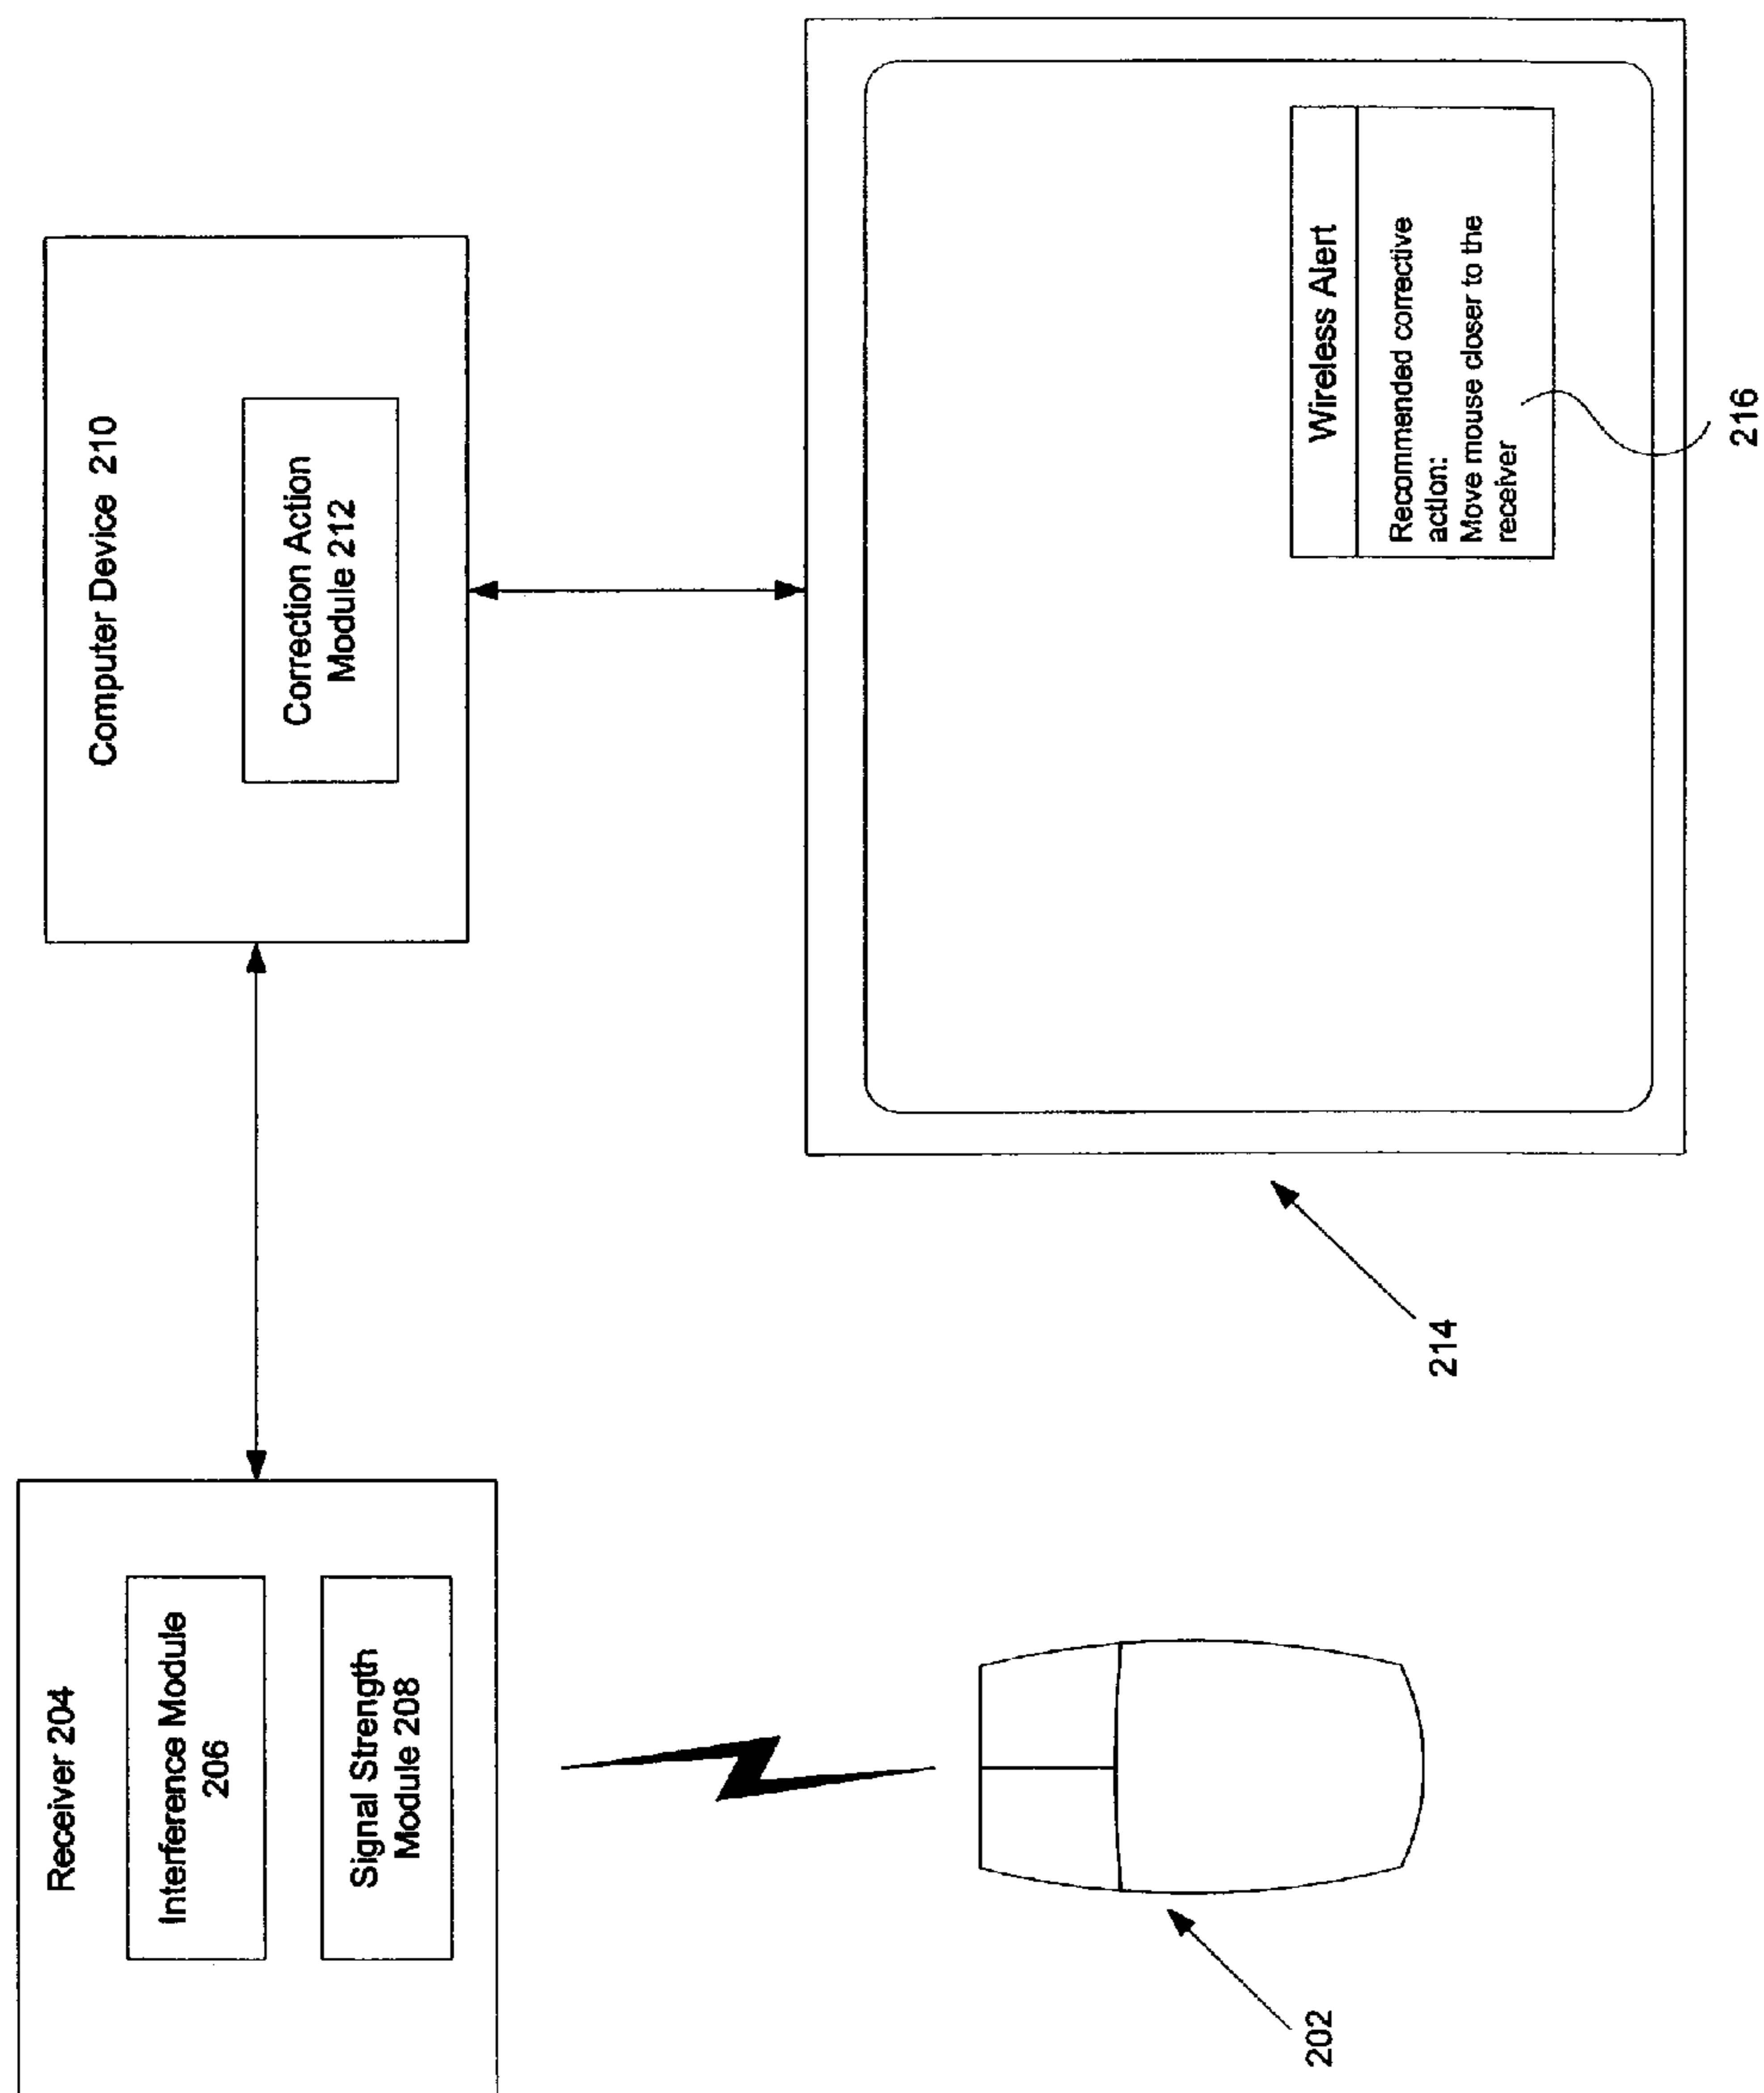 Receiver 204
Interference Module
206
Signal Strength
Module 208
202
Computer Device 210
Correction Action
Module 212
214
Wireless Alert
Recommended corrective
action:
Move mouse closer to the
receiver
216